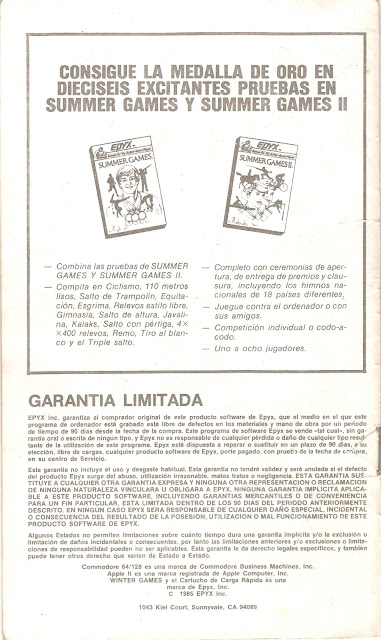 CONSIGUE LA MEDALLA DE ORO EN
DIECISEIS EXCITANTES PRUEBAS EN
SUMMER GAMES Y SUMMER GAMES II
EPYX
SUMMER GAMES
EPYX
SUMMER GAMES II
— Combina las pruebas de SUMMER
GAMES Y SUMMER GAMES II.
— Compita en Ciclismo, 110 metros
lisos, Salto de Trampolín, Equita-
ción, Esgrima, Relevos estilo libre,
Gimnasia, Salto de altura, Javali-
na, Kaiaks, Salto con pértiga, 4×
×400 relevos, Remo, Tiro al blan-
co y el Triple salto.
— Completo con ceremonias de aper-
tura, de entrega de premios y clau-
sura, incluyendo los himnos na-
cionales de 18 países diferentes.
— Juegue contra el ordenador o con
sus amigos.
— Competición individual o codo-a-
codo.
— Uno a ocho jugadores.
GARANTIA LIMITADA
EPYX Inc. garantiza al comprador original de este producto software de Epyx, que el medio en el que este
programa de ordenador está grabado está libre de defectos en los materiales y mano de obra por un período
de tiempo de 90 días desde la fecha de la compra. Este programa de software Epyx se vende «tal cual», sin ga-
rantía oral o escrita de ningún tipo, y Epyx no es responsable de cualquier pérdida o daño de cualquier tipo resul-
tante de la utilización de este programa. Epyx está dispuesta a reparar o sustituir en un plazo de 90 días, a su
elección, libre de cargas, cualquier producto software de Epyx, porte pagado, con prueba de la fecha de compra,
en su centro de Servicio.
Esta garantía no incluye el uso y desgaste habitual. Esta garantía no tendrá validez y será anulada si el defecto
del producto Epyx surge del abuso, utilización irrazonable, malos tratos o negligencia. ESTA GARANTIA SUS-
TITUYE A CUALQUIER OTRA GARANTIA EXPRESA Y NINGUNA OTRA REPRESENTACION O RECLAMACION
DE NINGUNA NATURALEZA VINCULARA U OBLIGARA A EPYX, NINGUNA GARANTIA IMPLICITA APLICA-
BLE A ESTE PRODUCTO SOFTWARE, INCLUYENDO GARANTIAS MERCANTILES O DE CONVENIENCIA
PARA UN FIN PARTICULAR, ESTA LIMITADA DENTRO DE LOS 90 DIAS DEL PERIODO ANTERIORMENTE
DESCRITO. EN NINGUN CASO EPYX SERA RESPONSABLE DE CUALQUIER DAÑO ESPECIAL, INCIDENTAL
O CONSECUENCIA DEL RESULTADO DE LA POSESION, UTILIZACION O MAL FUNCIONAMIENTO DE ESTE
PRODUCTO SOFTWARE DE EPYX.
Algunos Estados no permiten limitaciones sobre cuánto tiempo dura una garantía implícita y/o la exclusión o
limitación de daños incidentales o consecuentes, por tanto las limitaciones anteriores y/o exclusiones o limita-
ciones de responsabilidad pueden no ser aplicables. Esta garantía le da derecho legales específicos, y también
puede tener otros derecho que varíen de Estado a Estado.
Commodore 64/128 es una marca de Commodore Business Machines, Inc.
Apple II es una marca registrada de Apple Computer, Inc.
WINTER GAMES y el Cartucho de Carga Rápida es una
marca de Epyx, Inc.
© 1985 EPYX Inc.
1043 Kiel Court, Sunnyvale, CA 94089